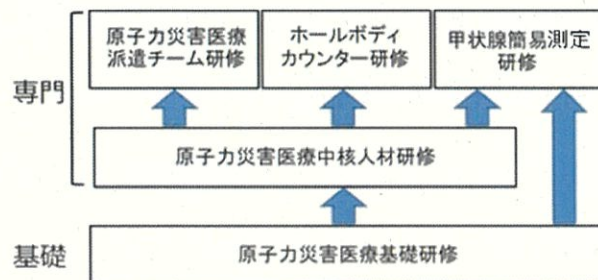 原子力災害医療
派遣チーム研修
ホールボディ
カウンター研修
甲状腺簡易測定
研修
専門
原子力災害医療中核人材研修
基礎
原子力災害医療基礎研修